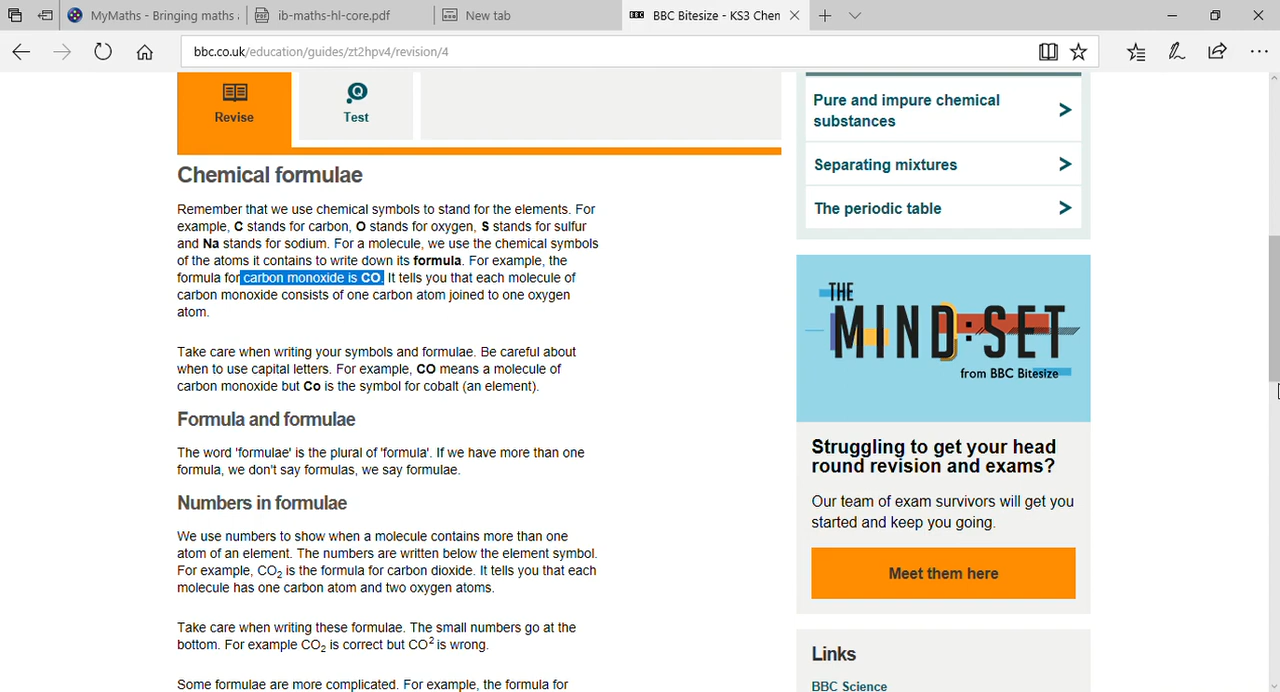 MyMaths - Bringing maths
ib-maths-hl-core.pdf
New tab
BBC Bitesize - KS3 Chen
bbc.co.uk/education/guides/zt2hpv4/revision/4
Revise
Test
Chemical formulae
Remember that we use chemical symbols to stand for the elements. For
example, C stands for carbon, O stands for oxygen, S stands for sulfur
and Na stands for sodium. For a molecule, we use the chemical symbols
of the atoms it contains to write down its formula. For example, the
formula for carbon monoxide is CO. It tells you that each molecule of
carbon monoxide consists of one carbon atom joined to one oxygen
atom.
Take care when writing your symbols and formulae. Be careful about
when to use capital letters. For example, CO means a molecule of
carbon monoxide but Co is the symbol for cobalt (an element).
Formula and formulae
The word 'formulae' is the plural of 'formula'. If we have more than one
formula, we don't say formulas, we say formulae.
Numbers in formulae
We use numbers to show when a molecule contains more than one
atom of an element. The numbers are written below the element symbol.
For example, CO₂ is the formula for carbon dioxide. It tells you that each
molecule has one carbon atom and two oxygen atoms.
Take care when writing these formulae. The small numbers go at the
bottom. For example CO₂ is correct but CO² is wrong.
Some formulae are more complicated. For example, the formula for
Pure and impure chemical
substances
Separating mixtures
The periodic table
THE
MIND:SET
from BBC Bitesize
Struggling to get your head
round revision and exams?
Our team of exam survivors will get you
started and keep you going.
Meet them here
Links
BBC Science